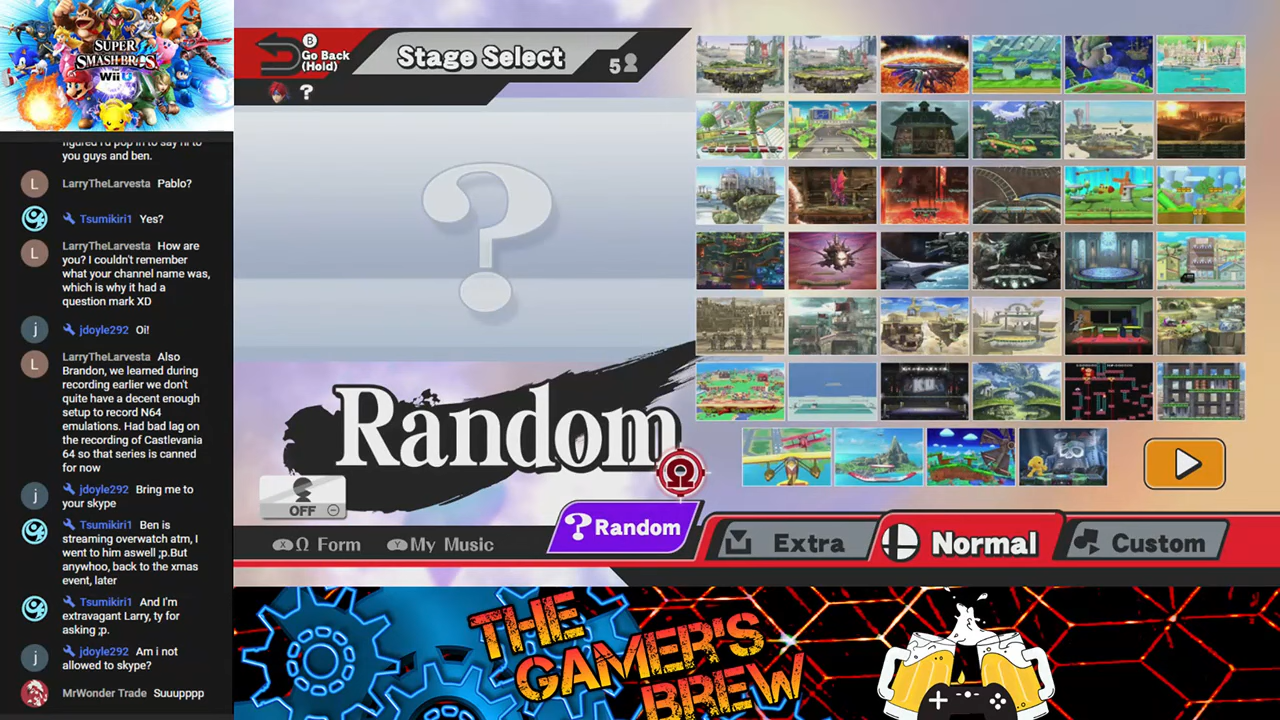 SUPER
SMASH BROS
Wii U
B
Go Back
(Hold)
Stage Select
5
?
figured I'd pop in to say hi to
you guys and ben.
L
LarryTheLarvesta Pablo?
Tsumikiri1 Yes?
L
LarryTheLarvesta How are
you? I couldn't remember
what your channel name was,
which is why it had a
question mark XD
j
jdoyle292 Oi!
L
LarryTheLarvesta Also
Brandon, we learned during
recording earlier we don't
quite have a decent enough
setup to record N64
emulations. Had bad lag on
the recording of Castlevania
64 so that series is canned
for now
j
jdoyle292 Bring me to
your skype
Tsumikiri1 Ben is
streaming overwatch atm, I
went to him aswell ;p.But
anywhoo, back to the xmas
event, later
Tsumikiri1 And I'm
extravagant Larry, ty for
asking ;p.
j
jdoyle292 Am i not
allowed to skype?
MrWonder Trade Suuupppp
?
Random
OFF
Ω
X Ω Form
Y My Music
? Random
Extra
Normal
Custom
THE
GAMER'S
BREW